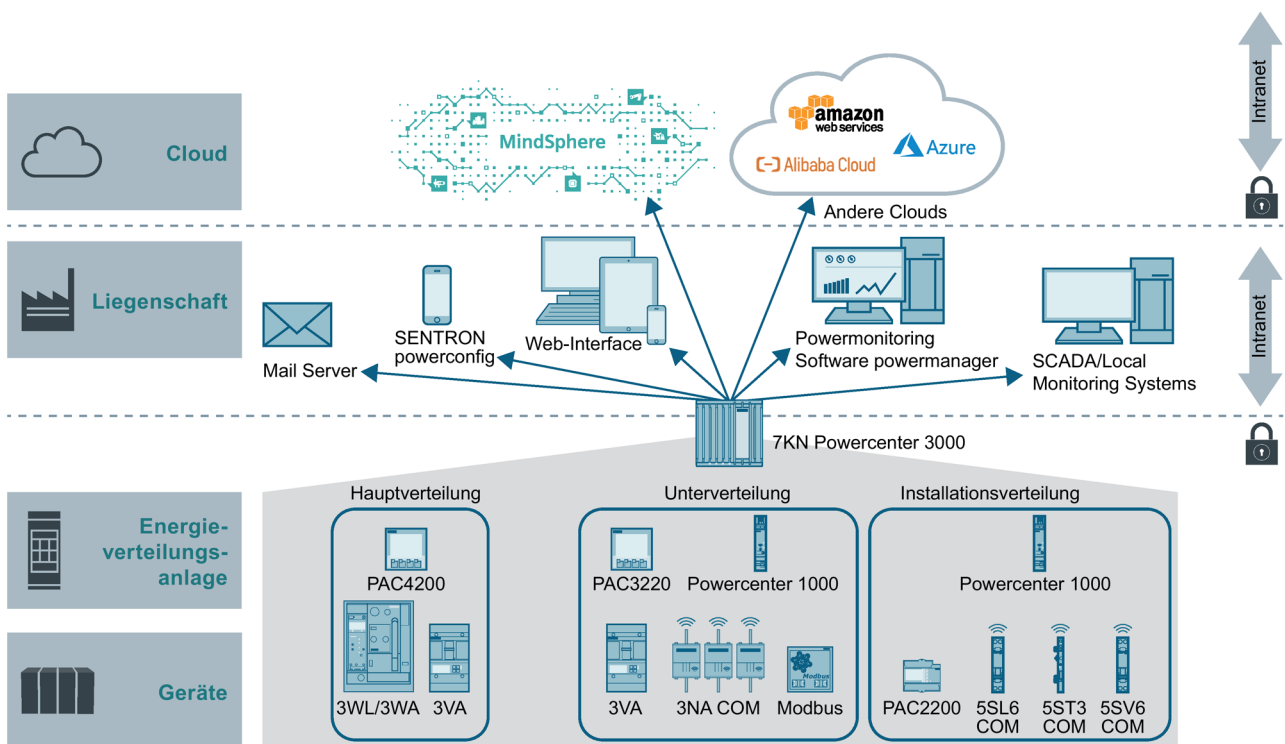 Cloud
MindSphere
amazon
web services
Azure
Alibaba Cloud
Andere Clouds
Intranet
Liegenschaft
Mail Server
SENTRON
powerconfig
Web-Interface
Powermonitoring
Software powermanager
SCADA/Local
Monitoring Systems
Intranet
7KN Powercenter 3000
Energie-
verteilungs-
anlage
Geräte
Hauptverteilung
PAC4200
3WL/3WA
3VA
Unterverteilung
PAC3220
Powercenter 1000
3VA
3NA COM
Modbus
Modbus
Installationsverteilung
Powercenter 1000
PAC2200
5SL6
COM
5ST3
COM
5SV6
COM